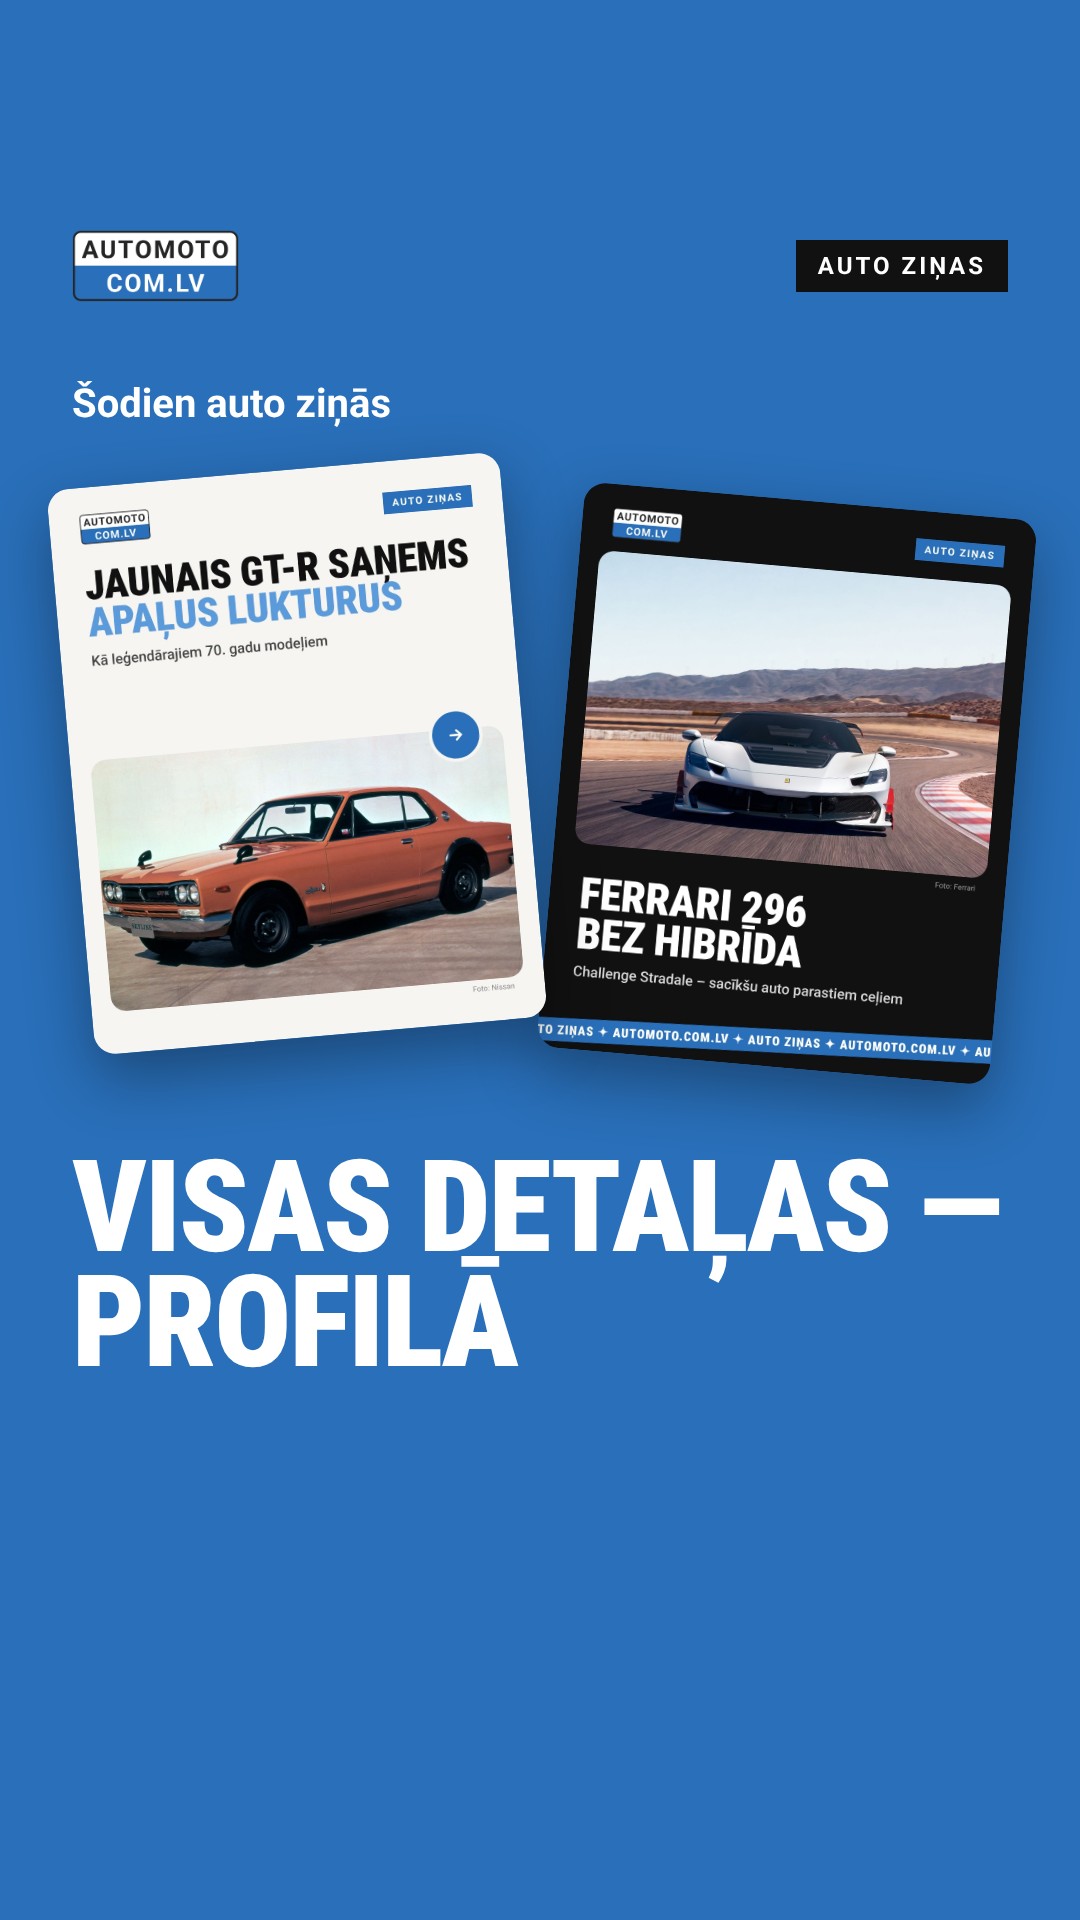 AUTOMOTO
COM.LV
AUTO ZIŅAS
Šodien auto ziņās
AUTOMOTO
COM.LV
AUTO ZIŅAS
JAUNAIS GT-R SAŅEMS
APAĻUS LUKTURUS
Kā leģendārajiem 70. gadu modeļiem
Foto: Nissan
AUTOMOTO
COM.LV
AUTO ZIŅAS
Foto: Ferrari
FERRARI 296
BEZ HIBRĪDA
Challenge Stradale – sacīkšu auto parastiem ceļiem
TO ZIŅAS ✦ AUTOMOTO.COM.LV ✦ AUTO ZIŅAS ✦ AUTOMOTO.COM.LV ✦ AU
VISAS DETAĻAS —
PROFILĀ